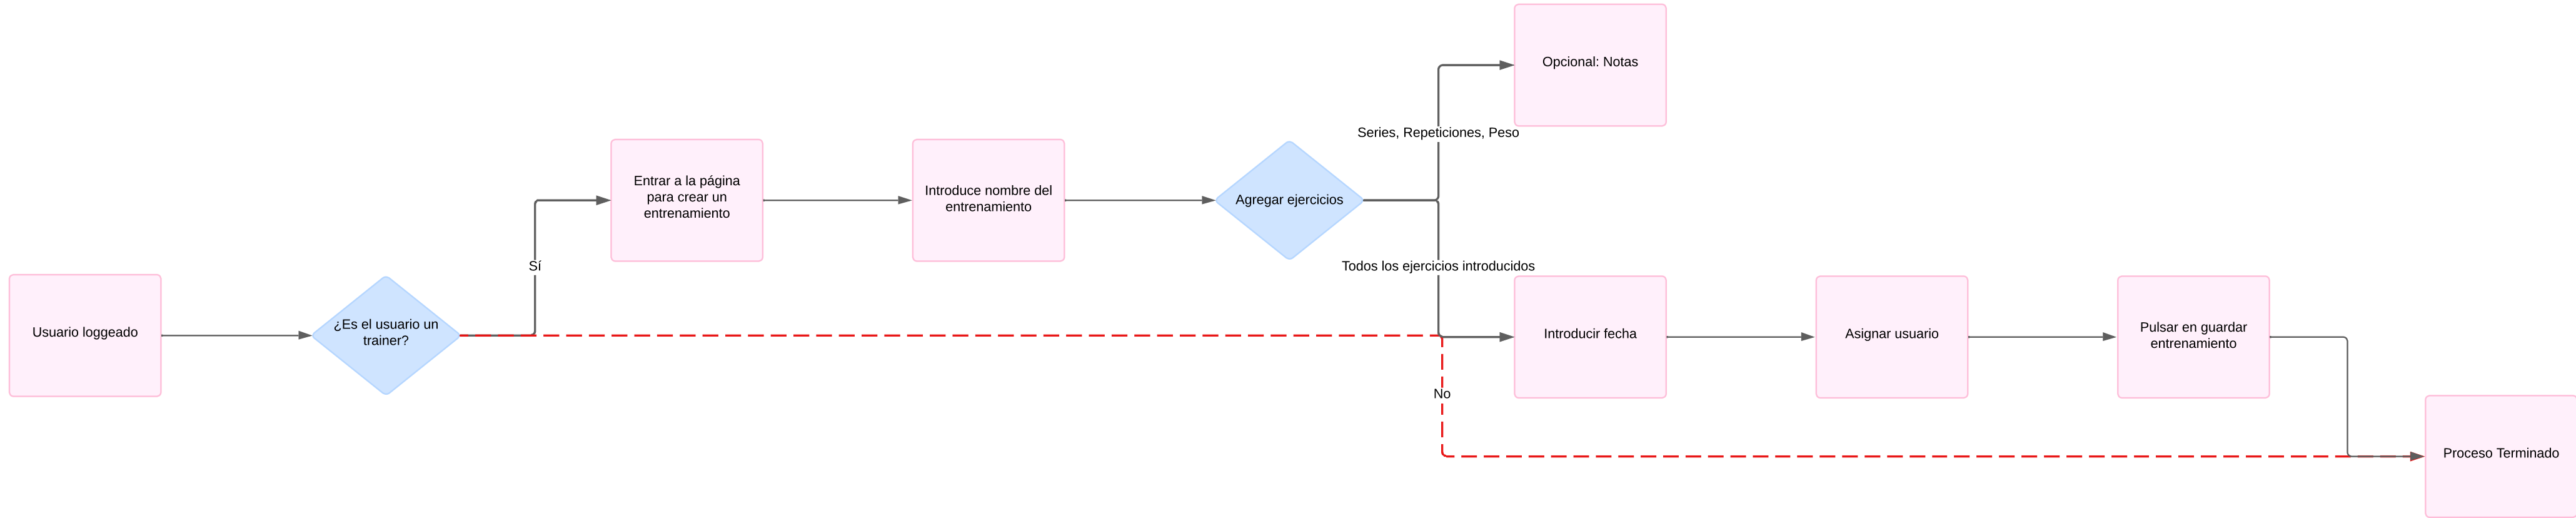 Opcional: Notas
Series, Repeticiones, Peso
Entrar a la página
para crear un
entrenamiento
Introduce nombre del
entrenamiento
Agregar ejercicios
Sí
Todos los ejercicios introducidos
Usuario loggeado
¿Es el usuario un
trainer?
Introducir fecha
Asignar usuario
Pulsar en guardar
entrenamiento
No
Proceso Terminado